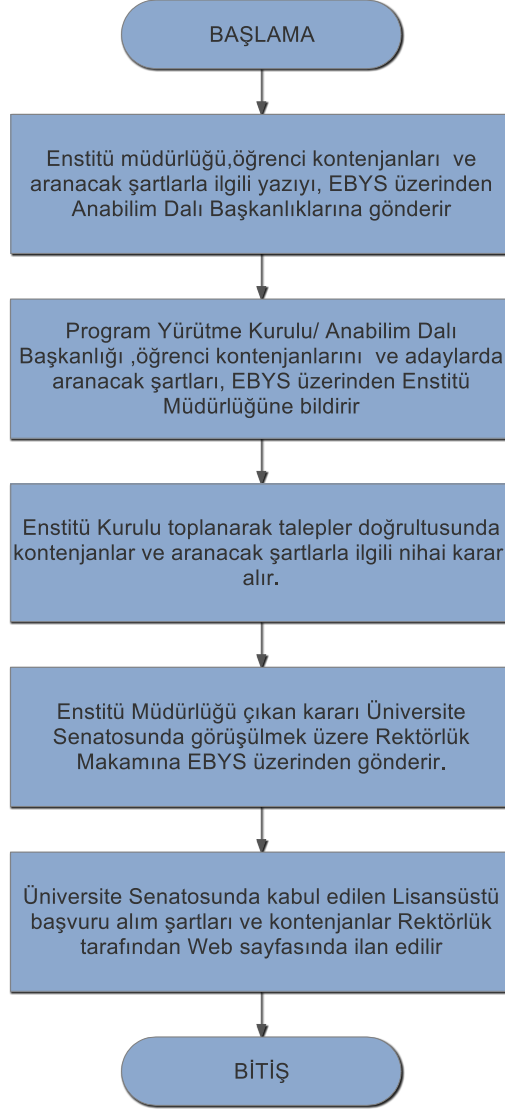 BAŞLAMA
Enstitü müdürlüğü,öğrenci kontenjanları  ve
aranacak şartlarla ilgili yazıyı, EBYS üzerinden
Anabilim Dalı Başkanlıklarına gönderir
Program Yürütme Kurulu/ Anabilim Dalı
Başkanlığı ,öğrenci kontenjanlarını  ve adaylarda
aranacak şartları, EBYS üzerinden Enstitü
Müdürlüğüne bildirir
Enstitü Kurulu toplanarak talepler doğrultusunda
kontenjanlar ve aranacak şartlarla ilgili nihai karar
alır.
Enstitü Müdürlüğü çıkan kararı Üniversite
Senatosunda görüşülmek üzere Rektörlük
Makamına EBYS üzerinden gönderir.
Üniversite Senatosunda kabul edilen Lisansüstü
başvuru alım şartları ve kontenjanlar Rektörlük
tarafından Web sayfasında ilan edilir
BİTİŞ